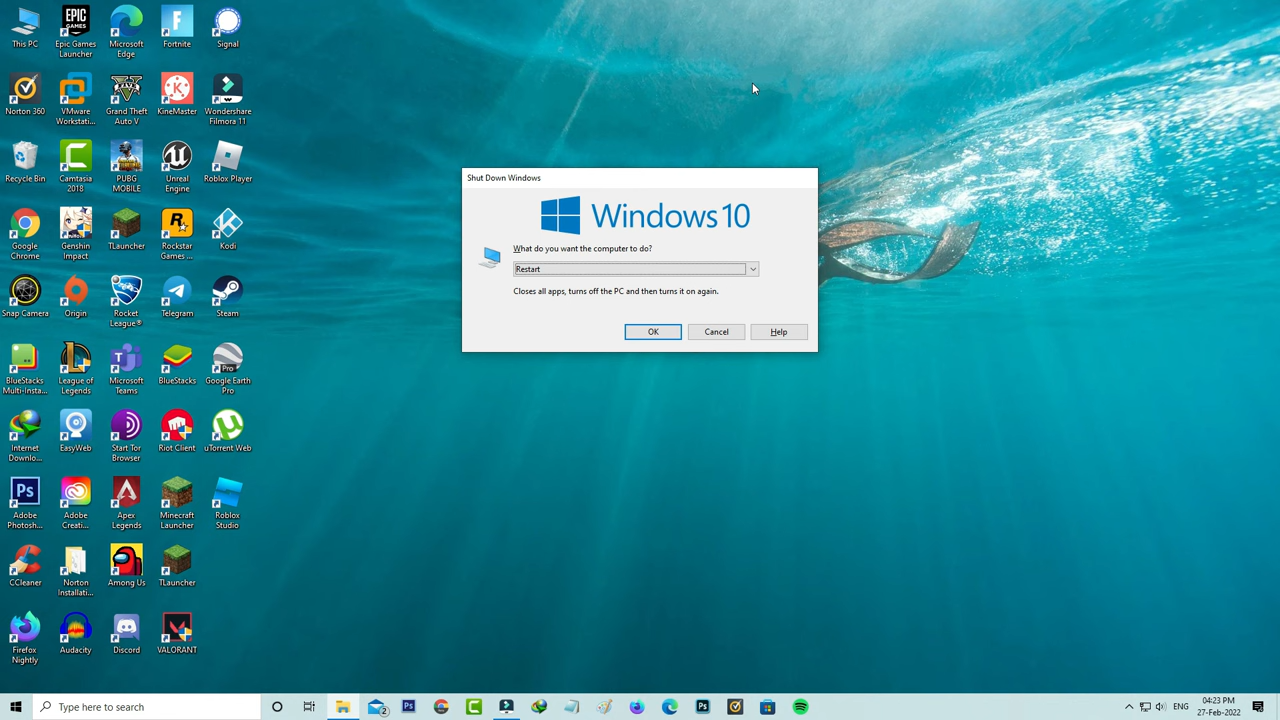 This PC
Epic Games
Launcher
Microsoft
Edge
Fortnite
Signal
Norton 360
VMware
Workstati...
Grand Theft
Auto V
KineMaster
Wondershare
Filmora 11
Recycle Bin
Camtasia
2018
PUBG
MOBILE
Unreal
Engine
Roblox Player
Google
Chrome
Genshin
Impact
TLauncher
Rockstar
Games ...
Kodi
Snap Camera
Origin
Rocket
League®
Telegram
Steam
BlueStacks
Multi-Insta...
League of
Legends
Microsoft
Teams
BlueStacks
Google Earth
Pro
Internet
Downlo...
EasyWeb
Start Tor
Browser
Riot Client
uTorrent Web
Adobe
Photosh...
Adobe
Creati...
Apex
Legends
Minecraft
Launcher
Roblox
Studio
CCleaner
Norton
Installati...
Among Us
TLauncher
Firefox
Nightly
Audacity
Discord
VALORANT
Shut Down Windows
Windows 10
What do you want the computer to do?
Restart
Closes all apps, turns off the PC and then turns it on again.
OK
Cancel
Help
Type here to search
2
ENG
04:23 PM
27-Feb-2022